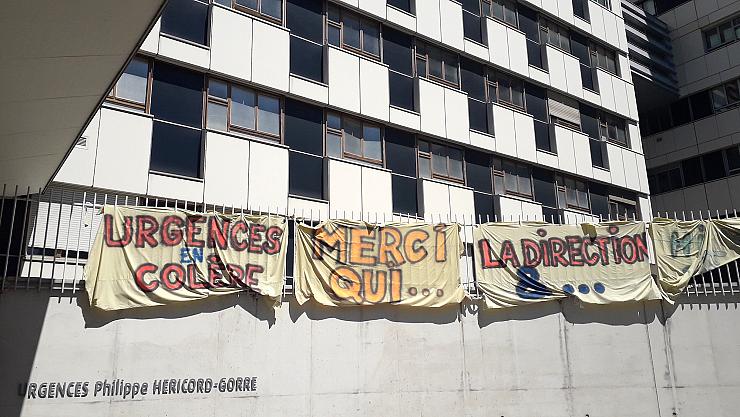 URGENCES
EN
COLÈRE
MERCi
QUI...
LA DiRECTiON
& ...
URGENCES Philippe HERICORD-GORRE